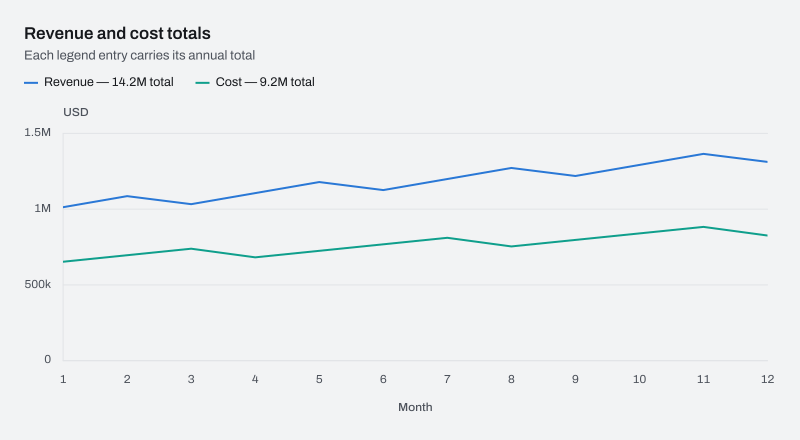 Revenue and cost totals
Each legend entry carries its annual total
Revenue — 14.2M total
Cost — 9.2M total
USD
1.5M
1M
500k
0
1 2 3 4 5 6 7 8 9 10 11 12
Month